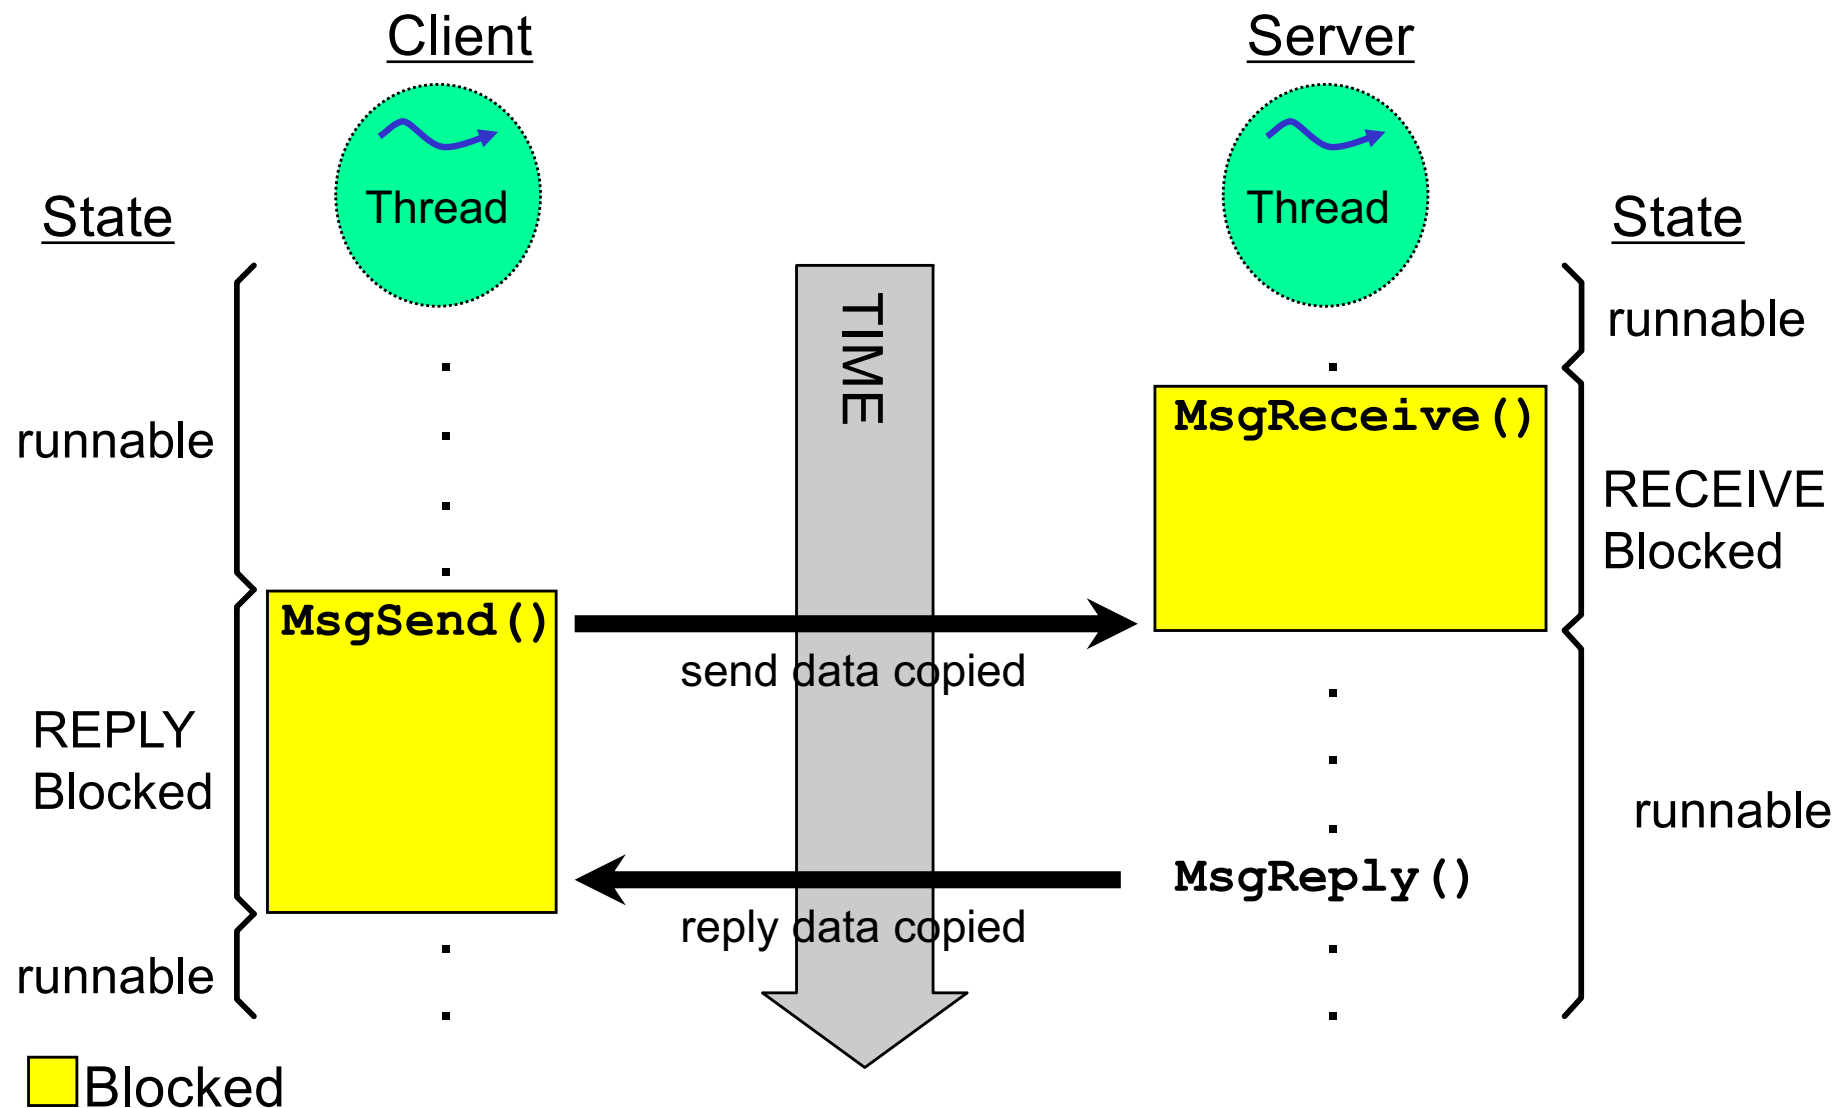 Client
Server
Thread
Thread
State
State
TIME
runnable
runnable
MsgReceive()
RECEIVE
Blocked
MsgSend()
send data copied
REPLY
Blocked
runnable
MsgReply()
reply data copied
runnable
Blocked